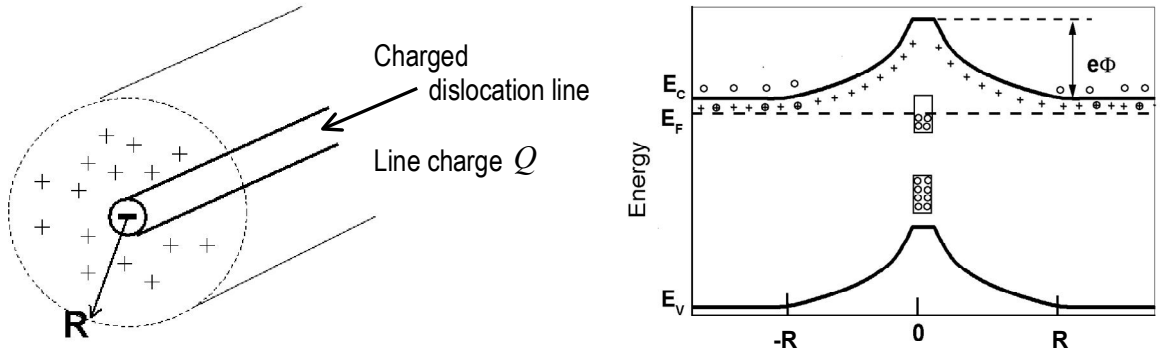 Charged
dislocation line
Line charge Q
R
Energy
E_C
E_F
E_V
eΦ
-R
0
R